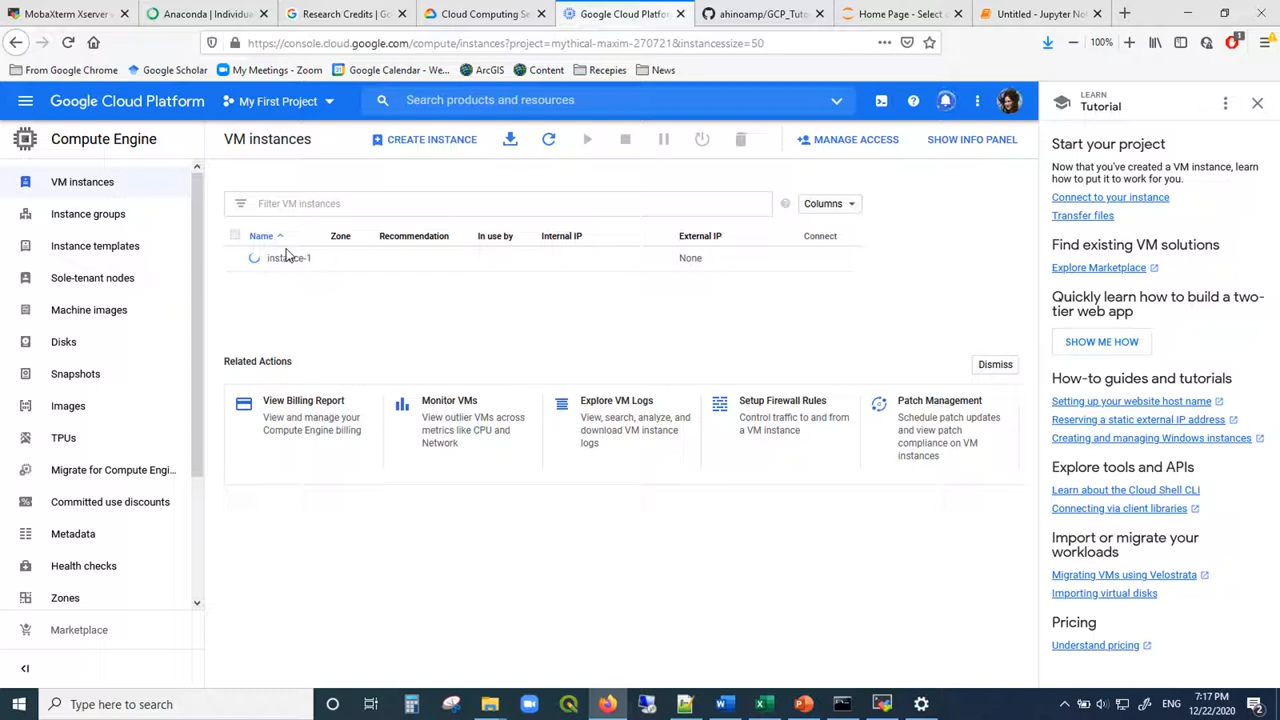 MobaXterm Xserver w
Anaconda | Individua
Research Credits | Go
Cloud Computing Se
Google Cloud Platfo
ahinoamp/GCP_Tuto
Home Page - Select o
Untitled - Jupyter No
https://console.cloud.google.com/compute/instances?project=mythical-maxim-270721&instancessize=50
100%
1
From Google Chrome
Google Scholar
My Meetings - Zoom
Google Calendar - We...
ArcGIS
Content
Recepies
News
Google Cloud Platform
My First Project
Search products and resources
LEARN
Tutorial
Compute Engine
VM instances
CREATE INSTANCE
MANAGE ACCESS
SHOW INFO PANEL
VM instances
Instance groups
Instance templates
Sole-tenant nodes
Machine images
Disks
Snapshots
Images
TPUs
Migrate for Compute Engi...
Committed use discounts
Metadata
Health checks
Zones
Marketplace
Filter VM instances
Columns
Name
Zone
Recommendation
In use by
Internal IP
External IP
Connect
instance-1
None
Related Actions
Dismiss
View Billing Report
View and manage your
Compute Engine billing
Monitor VMs
View outlier VMs across
metrics like CPU and
Network
Explore VM Logs
View, search, analyze, and
download VM instance
logs
Setup Firewall Rules
Control traffic to and from
a VM instance
Patch Management
Schedule patch updates
and view patch
compliance on VM
instances
Start your project
Now that you've created a VM instance, learn
how to put it to work for you.
Connect to your instance
Transfer files
Find existing VM solutions
Explore Marketplace
Quickly learn how to build a two-
tier web app
SHOW ME HOW
How-to guides and tutorials
Setting up your website host name
Reserving a static external IP address
Creating and managing Windows instances
Explore tools and APIs
Learn about the Cloud Shell CLI
Connecting via client libraries
Import or migrate your
workloads
Migrating VMs using Velostrata
Importing virtual disks
Pricing
Understand pricing
Type here to search
ENG
7:17 PM
12/22/2020
2